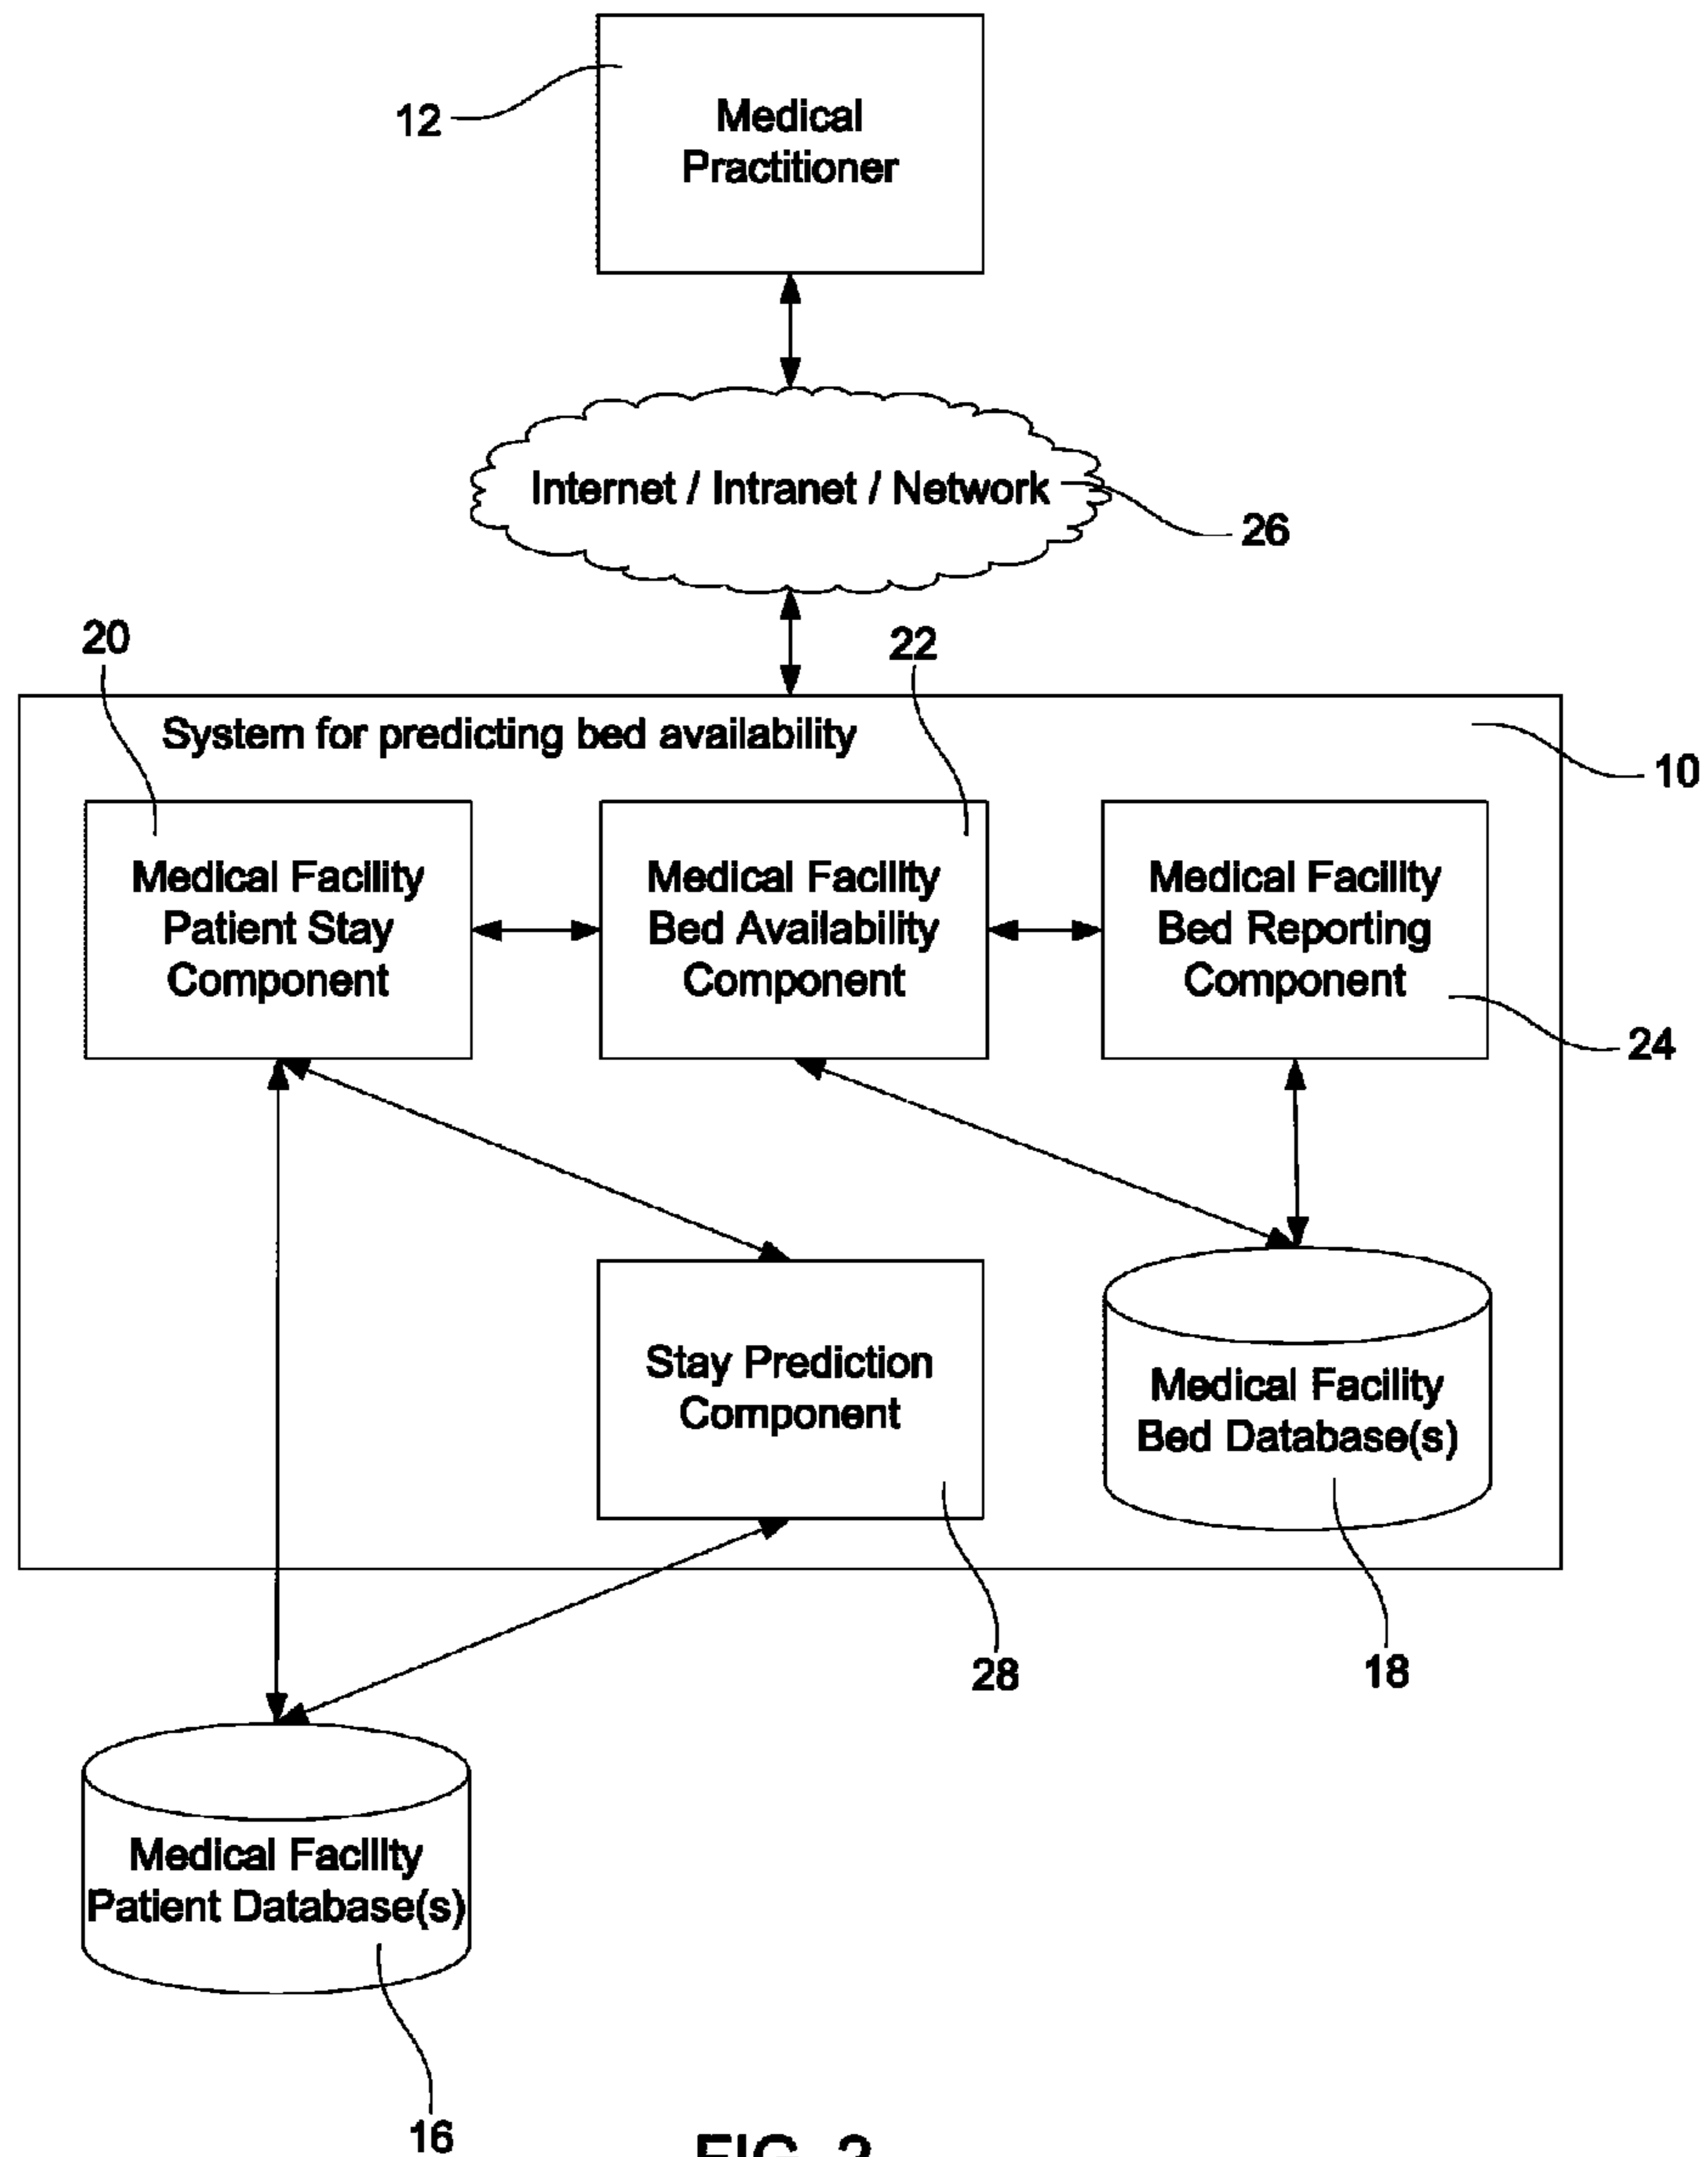 12
Medical
Practitioner
Internet / Intranet / Network
26
20
22
System for predicting bed availability
10
Medical Facility
Patient Stay
Component
Medical Facility
Bed Availability
Component
Medical Facility
Bed Reporting
Component
24
Stay Prediction
Component
Medical Facility
Bed Database(s)
28
18
Medical Facility
Patient Database(s)
16
FIG.